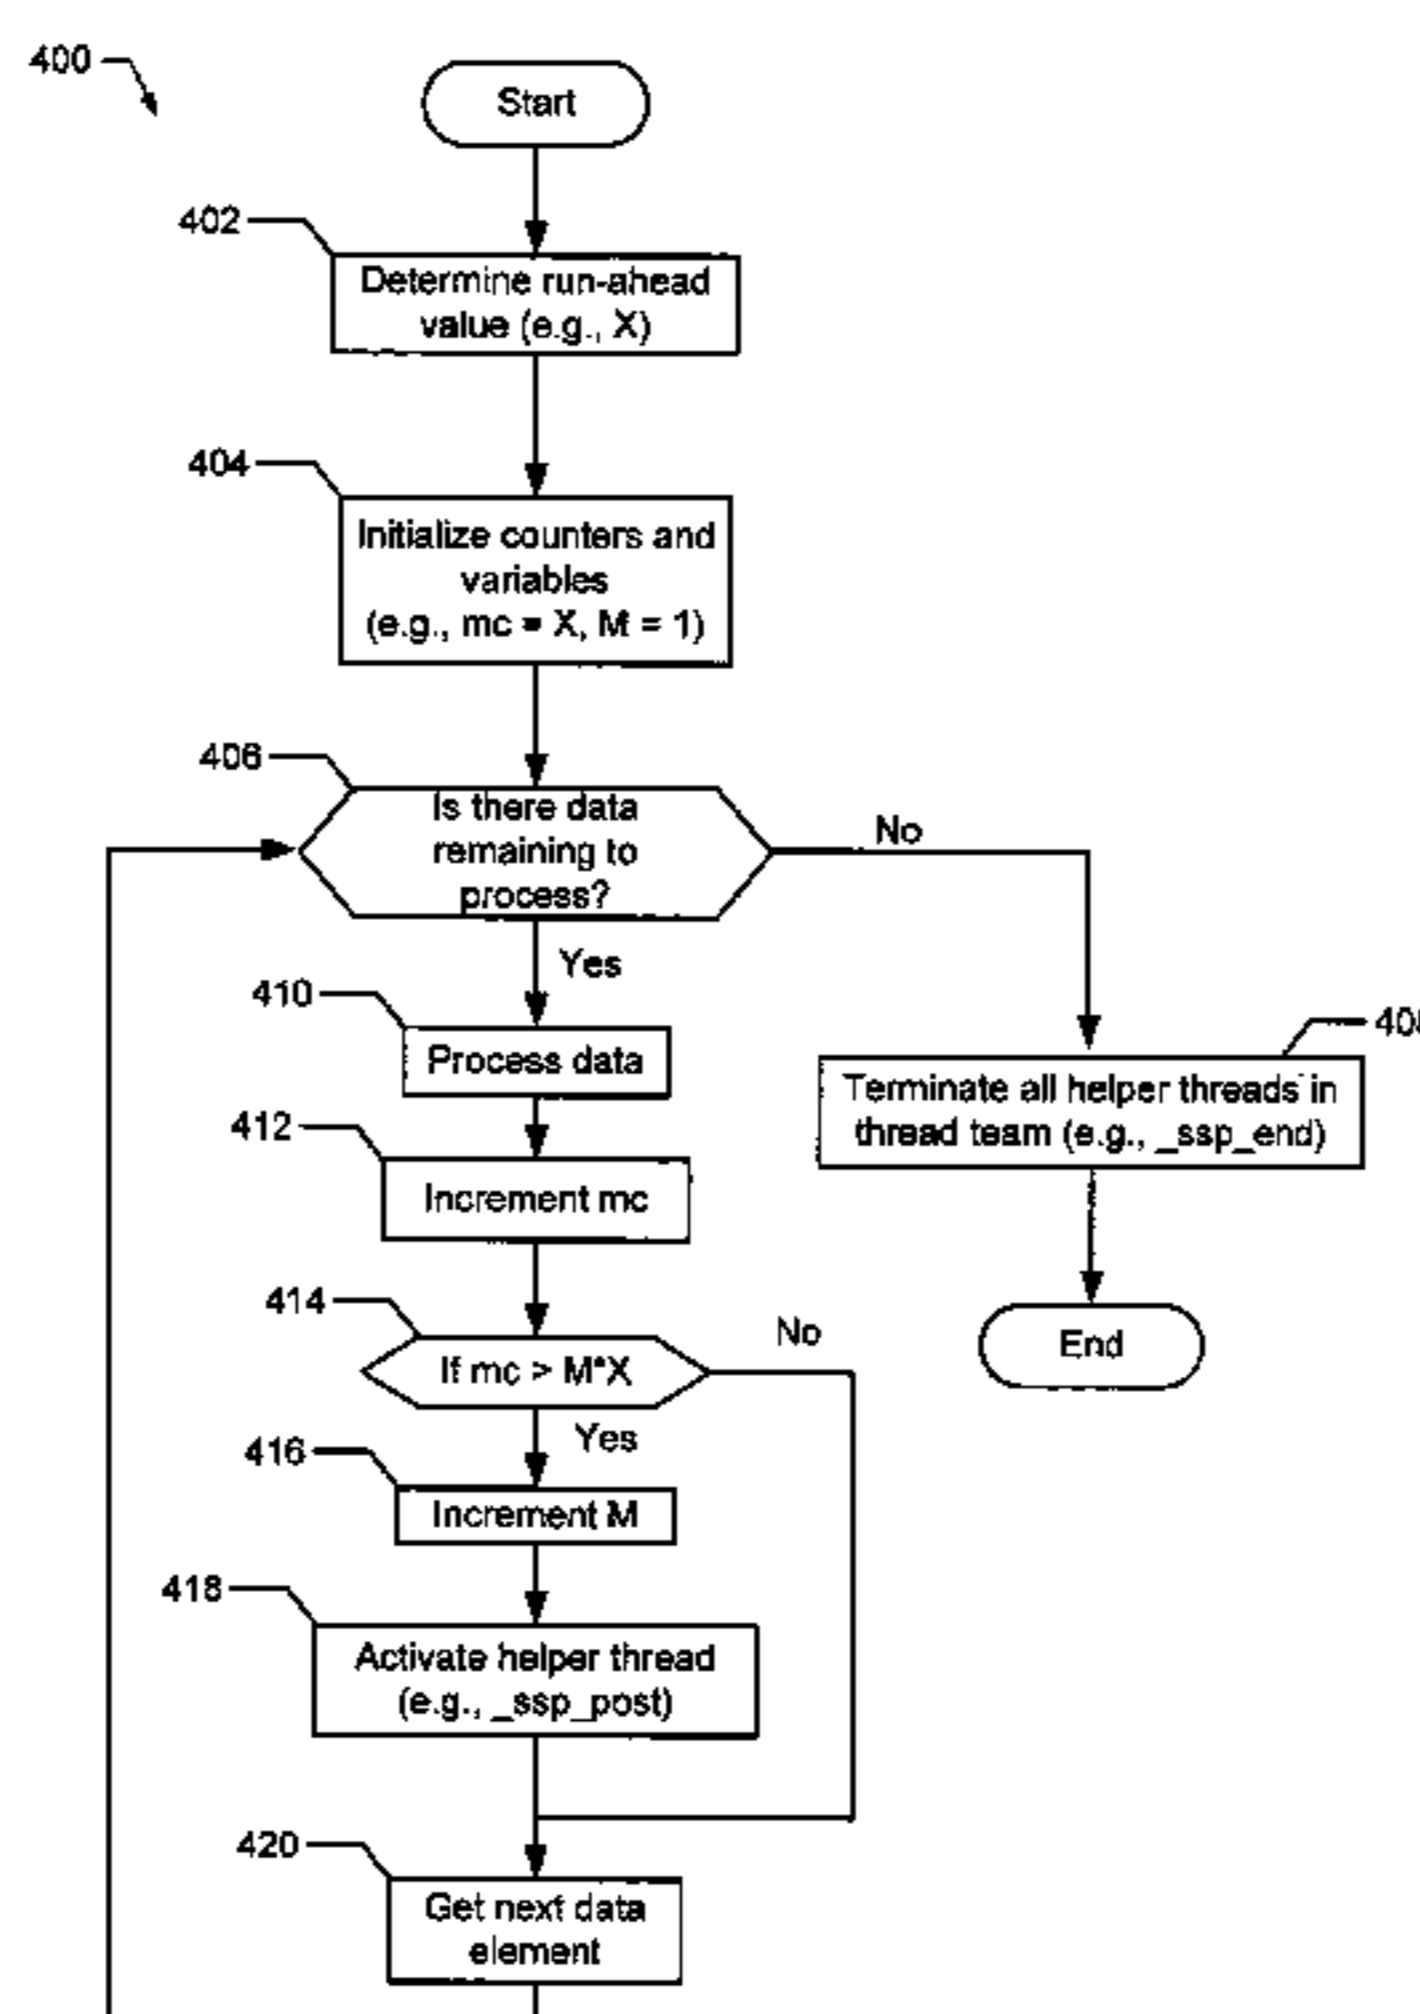 400
Start
402
Determine run-ahead
value (e.g., X)
404
Initialize counters and
variables
(e.g., mc = X, M = 1)
406
Is there data
remaining to
process?
No
Yes
410
Process data
408
Terminate all helper threads in
thread team (e.g., _ssp_end)
412
Increment mc
414
If mc > M*X
No
End
Yes
416
Increment M
418
Activate helper thread
(e.g., _ssp_post)
420
Get next data
element